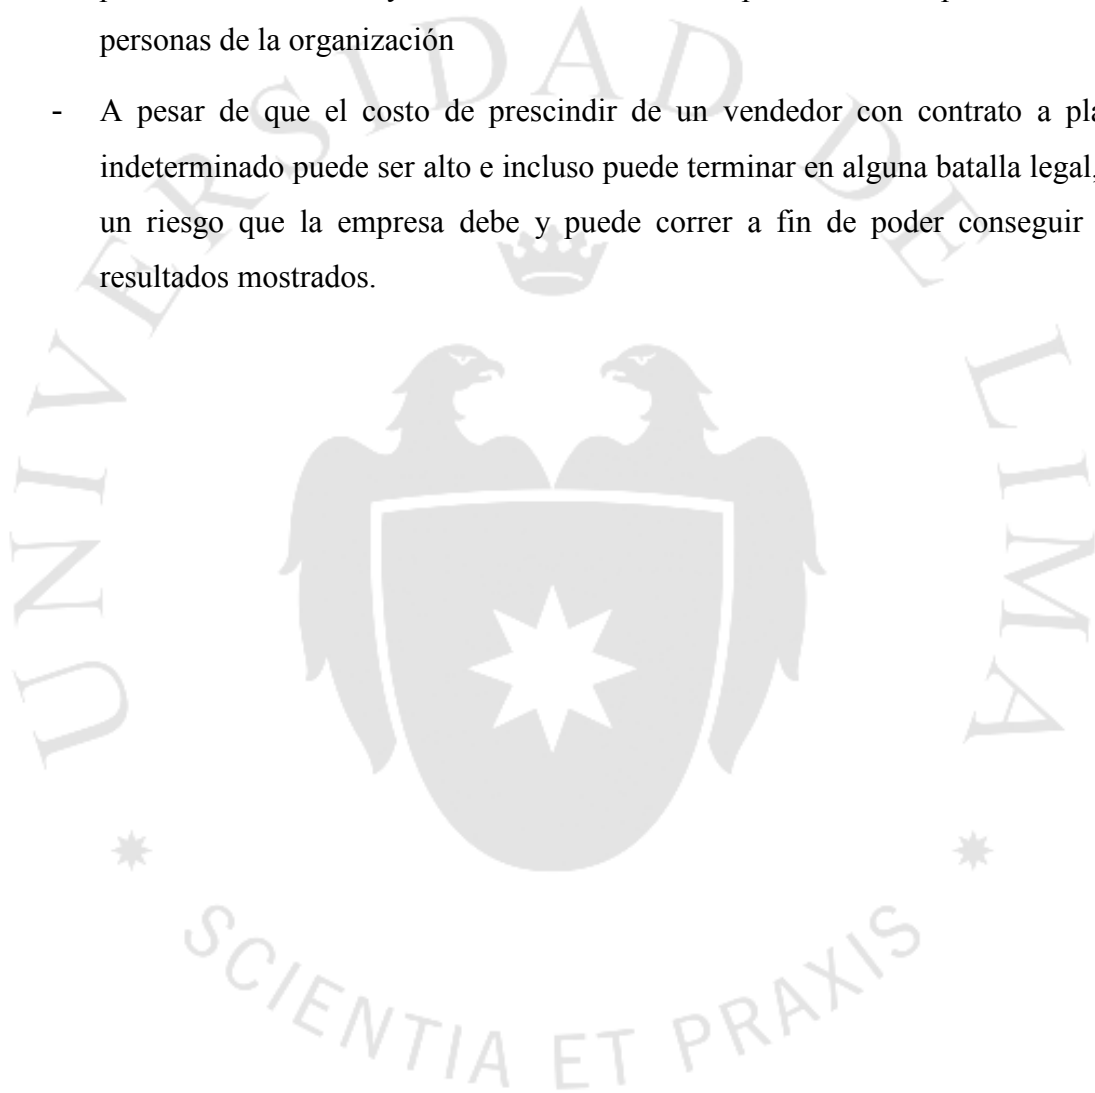 personas de la organización
- A pesar de que el costo de prescindir de un vendedor con contrato a pla
indeterminado puede ser alto e incluso puede terminar en alguna batalla legal,
un riesgo que la empresa debe y puede correr a fin de poder conseguir
resultados mostrados.
UNIVERSIDAD DE LIMA
SCIENTIA ET PRAXIS